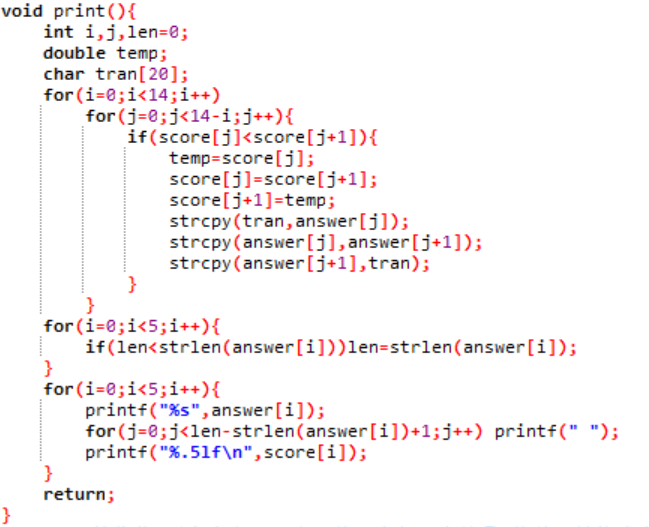 void print(){
    int i,j,len=0;
    double temp;
    char tran[20];
    for(i=0;i<14;i++)
        for(j=0;j<14-i;j++){
            if(score[j]<score[j+1]){
                temp=score[j];
                score[j]=score[j+1];
                score[j+1]=temp;
                strcpy(tran,answer[j]);
                strcpy(answer[j],answer[j+1]);
                strcpy(answer[j+1],tran);
            }
        }
    for(i=0;i<5;i++){
        if(len<strlen(answer[i]))len=strlen(answer[i]);
    }
    for(i=0;i<5;i++){
        printf("%s",answer[i]);
        for(j=0;j<len-strlen(answer[i])+1;j++) printf(" ");
        printf("%.5lf\n",score[i]);
    }
    return;
}